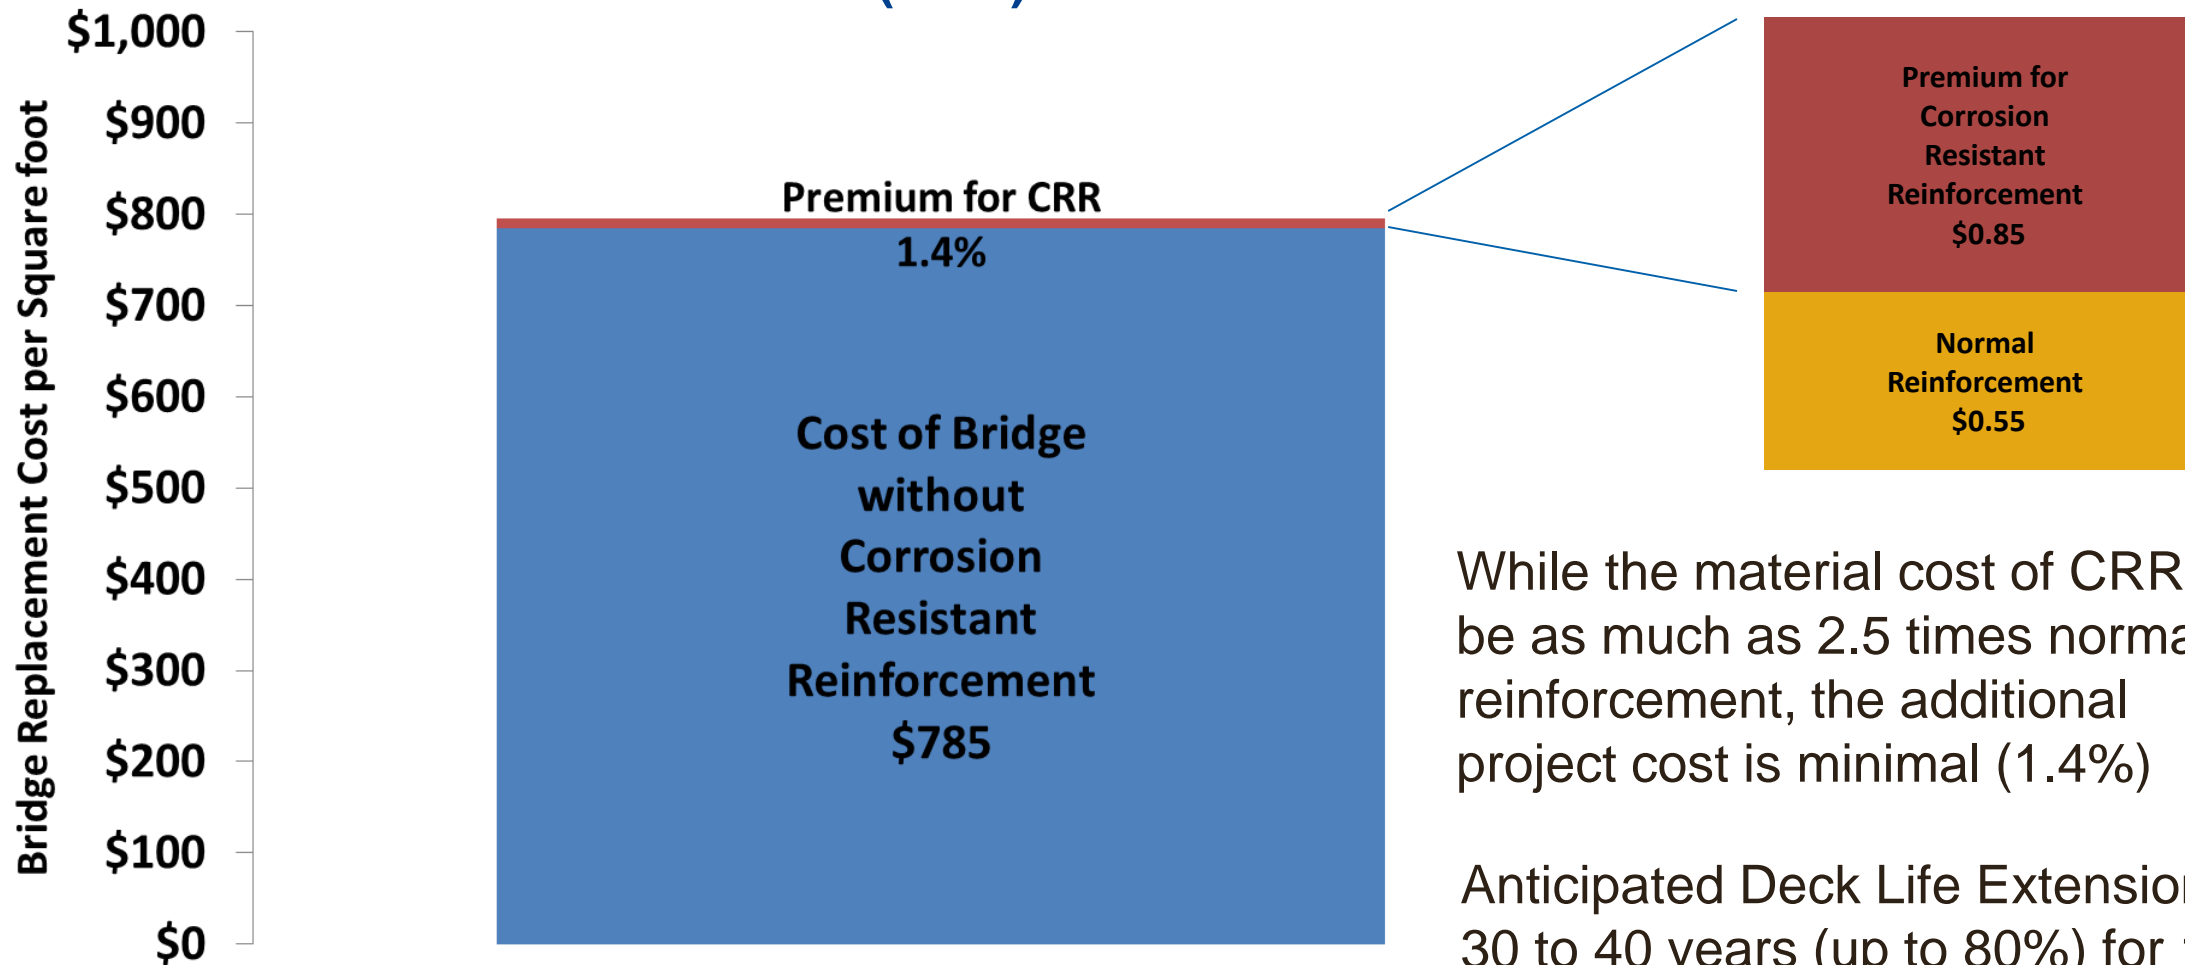 $1,000
$900
$800
$700
$600
$500
$400
$300
$200
$100
$0
Bridge Replacement Cost per Square foot
Premium for CRR
1.4%
Cost of Bridge
without
Corrosion
Resistant
Reinforcement
$785
Premium for
Corrosion
Resistant
Reinforcement
$0.85
Normal
Reinforcement
$0.55
While the material cost of CRR
be as much as 2.5 times
reinforcement, the additional
project cost is minimal (1.4%)
Anticipated Deck Life
30 to 40 years (up to 80%) for